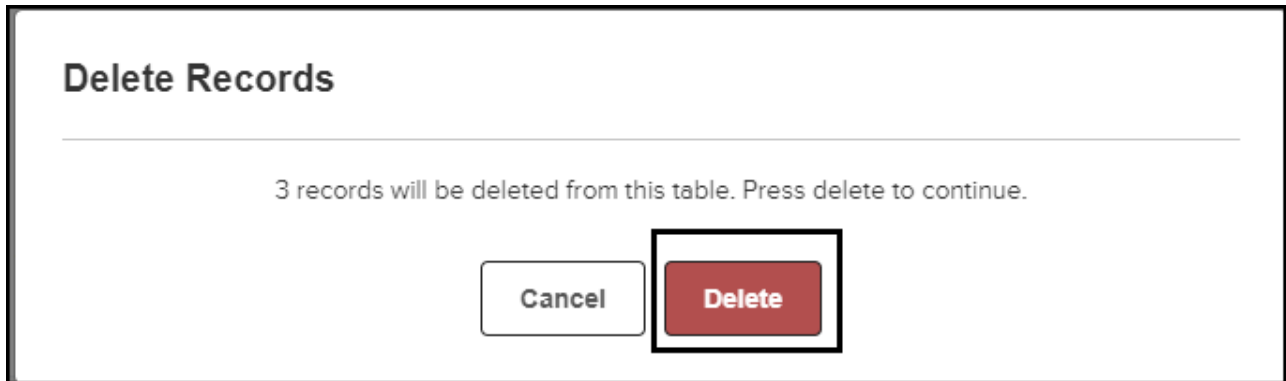 Delete Records
3 records will be deleted from this table. Press delete to continue.
Cancel Delete